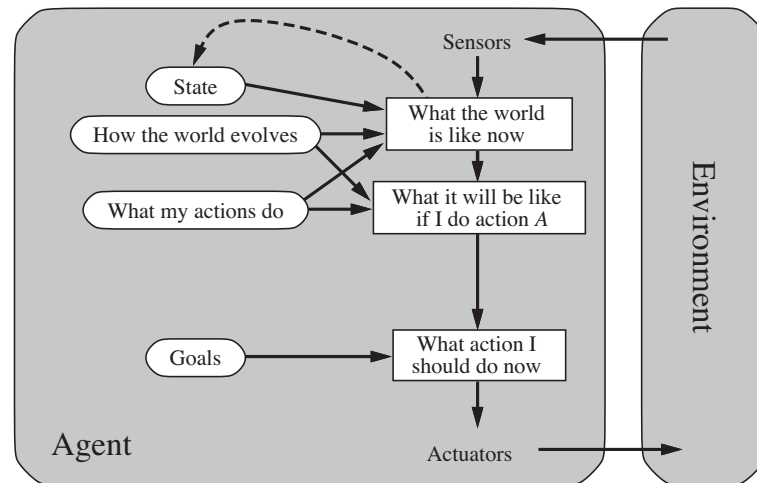 Sensors
State
What the world
is like now
How the world evolves
What it will be like
if I do action A
What my actions do
Environment
What action I
should do now
Goals
Agent
Actuators